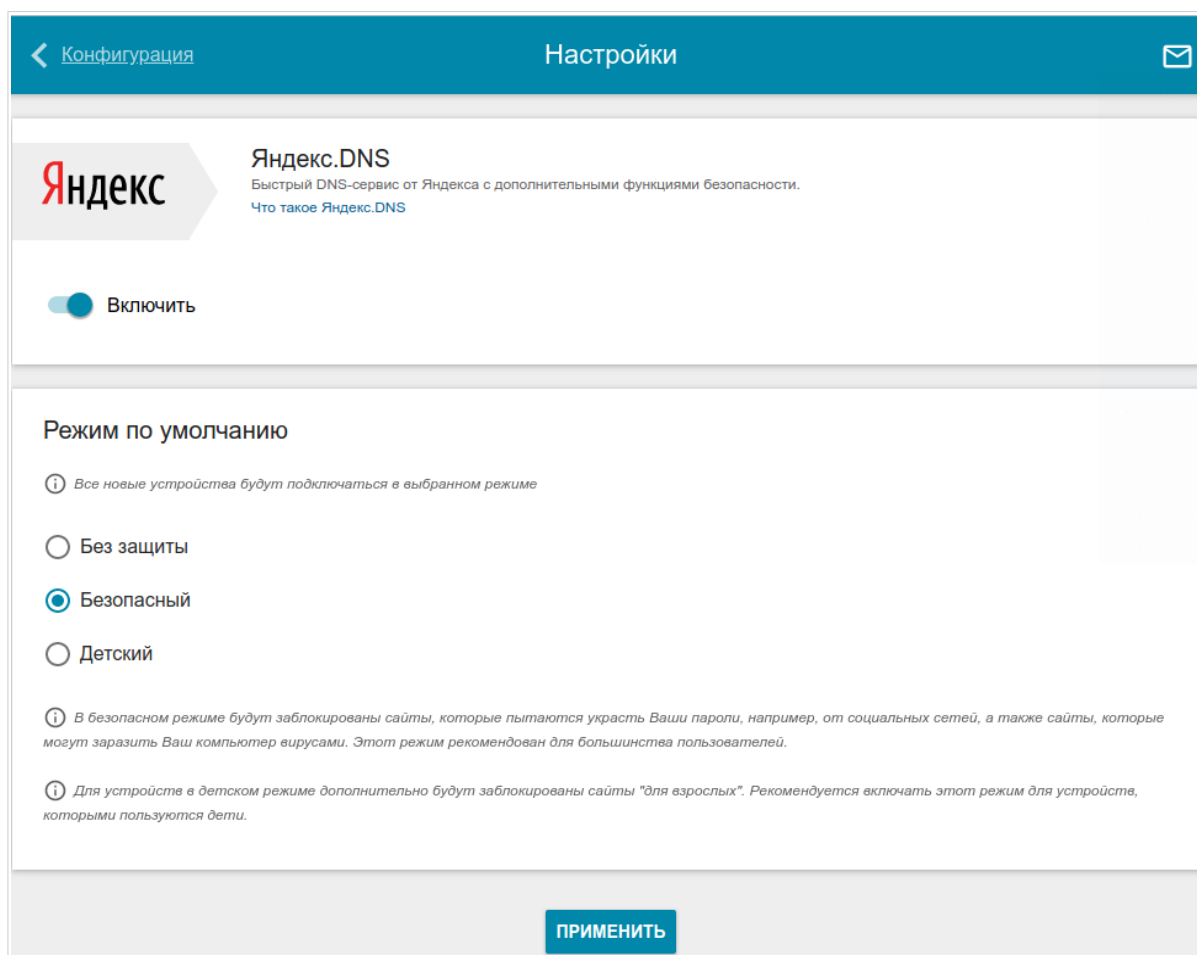 Конфигурация
Настройки
Яндекс
Яндекс.DNS
Быстрый DNS-сервис от Яндекса с дополнительными функциями безопасности.
Что такое Яндекс.DNS
Включить
Режим по умолчанию
Все новые устройства будут подключаться в выбранном режиме
Без защиты
Безопасный
Детский
В безопасном режиме будут заблокированы сайты, которые пытаются украсть Ваши пароли, например, от социальных сетей, а также сайты, которые
могут заразить Ваш компьютер вирусами. Этот режим рекомендован для большинства пользователей.
Для устройств в детском режиме дополнительно будут заблокированы сайты "для взрослых". Рекомендуется включать этот режим для устройств,
которыми пользуются дети.
ПРИМЕНИТЬ